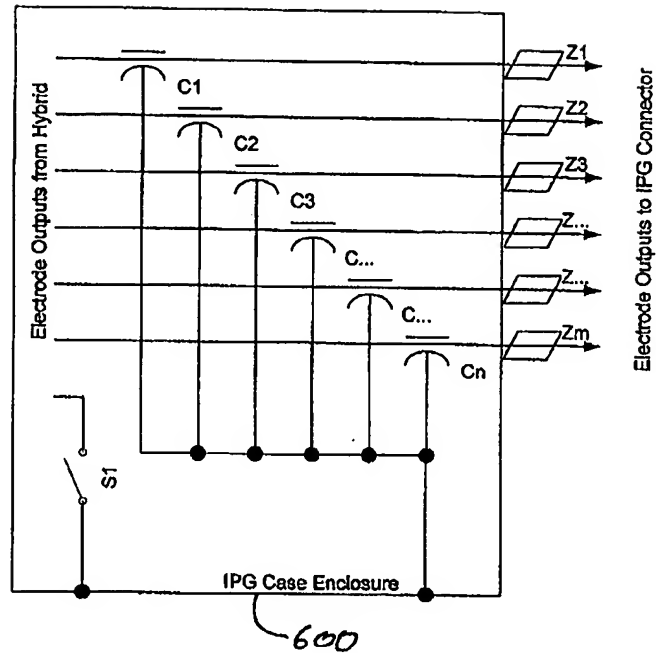 Electrode Outputs from Hybrid
Electrode Outputs to IPG Connector
Z1
C1
Z2
C2
Z3
C3
Z...
C...
Z...
C...
Zm
Cn
S1
IPG Case Enclosure
600